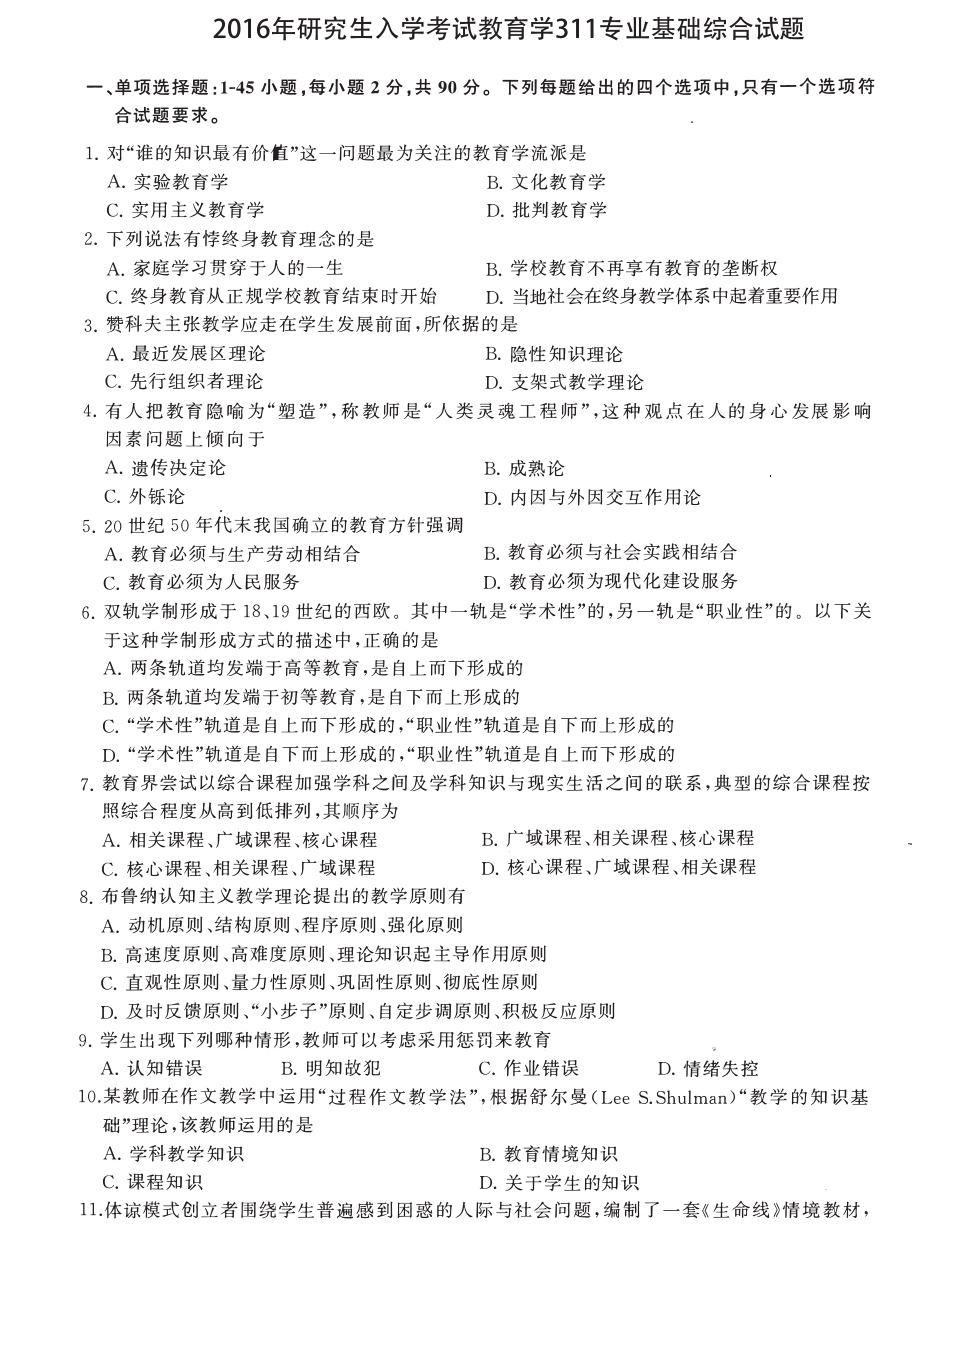 2016年研究生入学考试教育学311专业基础综合试题
一、单项选择题:1-45 小题,每小题 2 分,共 90 分。下列每题给出的四个选项中,只有一个选项符
合试题要求。
1. 对“谁的知识最有价值”这一问题最为关注的教育学流派是
A. 实验教育学 B. 文化教育学
C. 实用主义教育学 D. 批判教育学
2. 下列说法有悖终身教育理念的是
A. 家庭学习贯穿于人的一生 B. 学校教育不再享有教育的垄断权
C. 终身教育从正规学校教育结束时开始 D. 当地社会在终身教学体系中起着重要作用
3. 赞科夫主张教学应走在学生发展前面,所依据的是
A. 最近发展区理论 B. 隐性知识理论
C. 先行组织者理论 D. 支架式教学理论
4. 有人把教育隐喻为“塑造”,称教师是“人类灵魂工程师”,这种观点在人的身心发展影响
因素问题上倾向于
A. 遗传决定论 B. 成熟论
C. 外铄论 D. 内因与外因交互作用论
5. 20 世纪 50 年代末我国确立的教育方针强调
A. 教育必须与生产劳动相结合 B. 教育必须与社会实践相结合
C. 教育必须为人民服务 D. 教育必须为现代化建设服务
6. 双轨学制形成于 18、19 世纪的西欧。其中一轨是“学术性”的,另一轨是“职业性”的。以下关
于这种学制形成方式的描述中,正确的是
A. 两条轨道均发端于高等教育,是自上而下形成的
B. 两条轨道均发端于初等教育,是自下而上形成的
C. “学术性”轨道是自上而下形成的,“职业性”轨道是自下而上形成的
D. “学术性”轨道是自下而上形成的,“职业性”轨道是自上而下形成的
7. 教育界尝试以综合课程加强学科之间及学科知识与现实生活之间的联系,典型的综合课程按
照综合程度从高到低排列,其顺序为
A. 相关课程、广域课程、核心课程 B. 广域课程、相关课程、核心课程
C. 核心课程、相关课程、广域课程 D. 核心课程、广域课程、相关课程
8. 布鲁纳认知主义教学理论提出的教学原则有
A. 动机原则、结构原则、程序原则、强化原则
B. 高速度原则、高难度原则、理论知识起主导作用原则
C. 直观性原则、量力性原则、巩固性原则、彻底性原则
D. 及时反馈原则、“小步子”原则、自定步调原则、积极反应原则
9. 学生出现下列哪种情形,教师可以考虑采用惩罚来教育
A. 认知错误 B. 明知故犯 C. 作业错误 D. 情绪失控
10.某教师在作文教学中运用“过程作文教学法”,根据舒尔曼(Lee S.Shulman)“教学的知识基
础”理论,该教师运用的是
A. 学科教学知识 B. 教育情境知识
C. 课程知识 D. 关于学生的知识
11.体谅模式创立者围绕学生普遍感到困惑的人际与社会问题,编制了一套《生命线》情境教材,